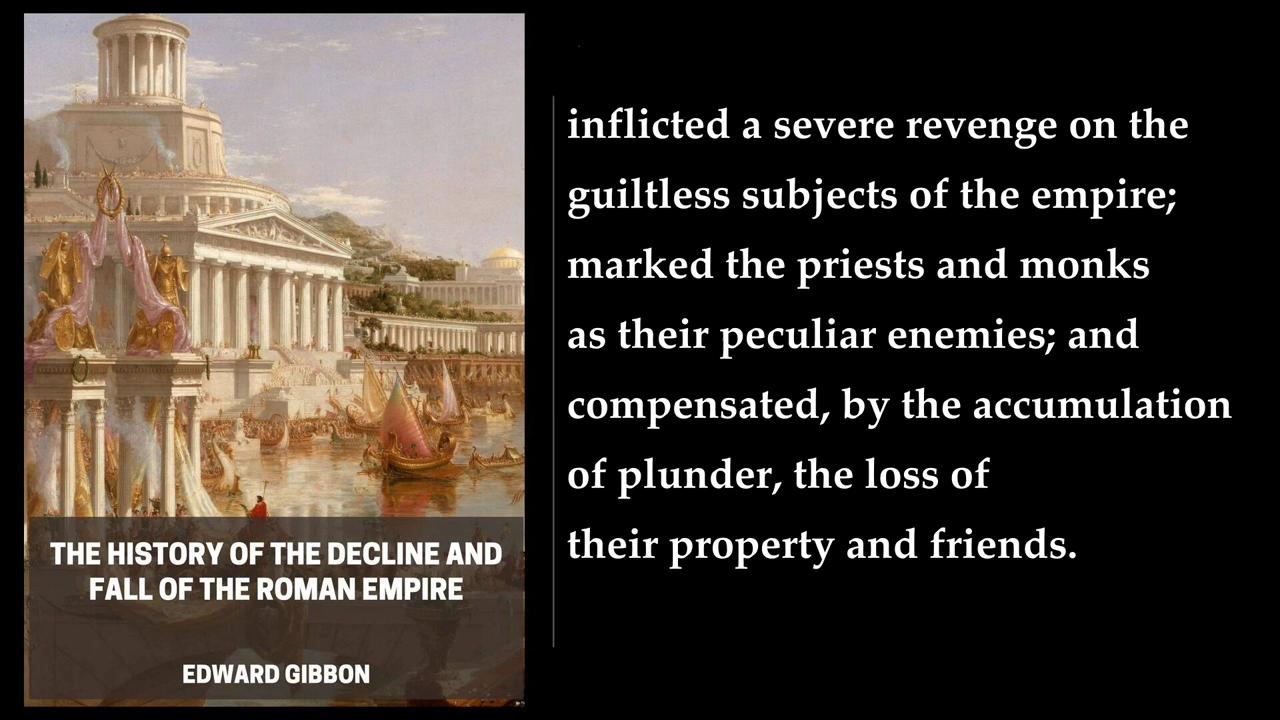 THE HISTORY OF THE DECLINE AND
FALL OF THE ROMAN EMPIRE
EDWARD GIBBON
inflicted a severe revenge on the
guiltless subjects of the empire;
marked the priests and monks
as their peculiar enemies; and
compensated, by the accumulation
of plunder, the loss of
their property and friends.